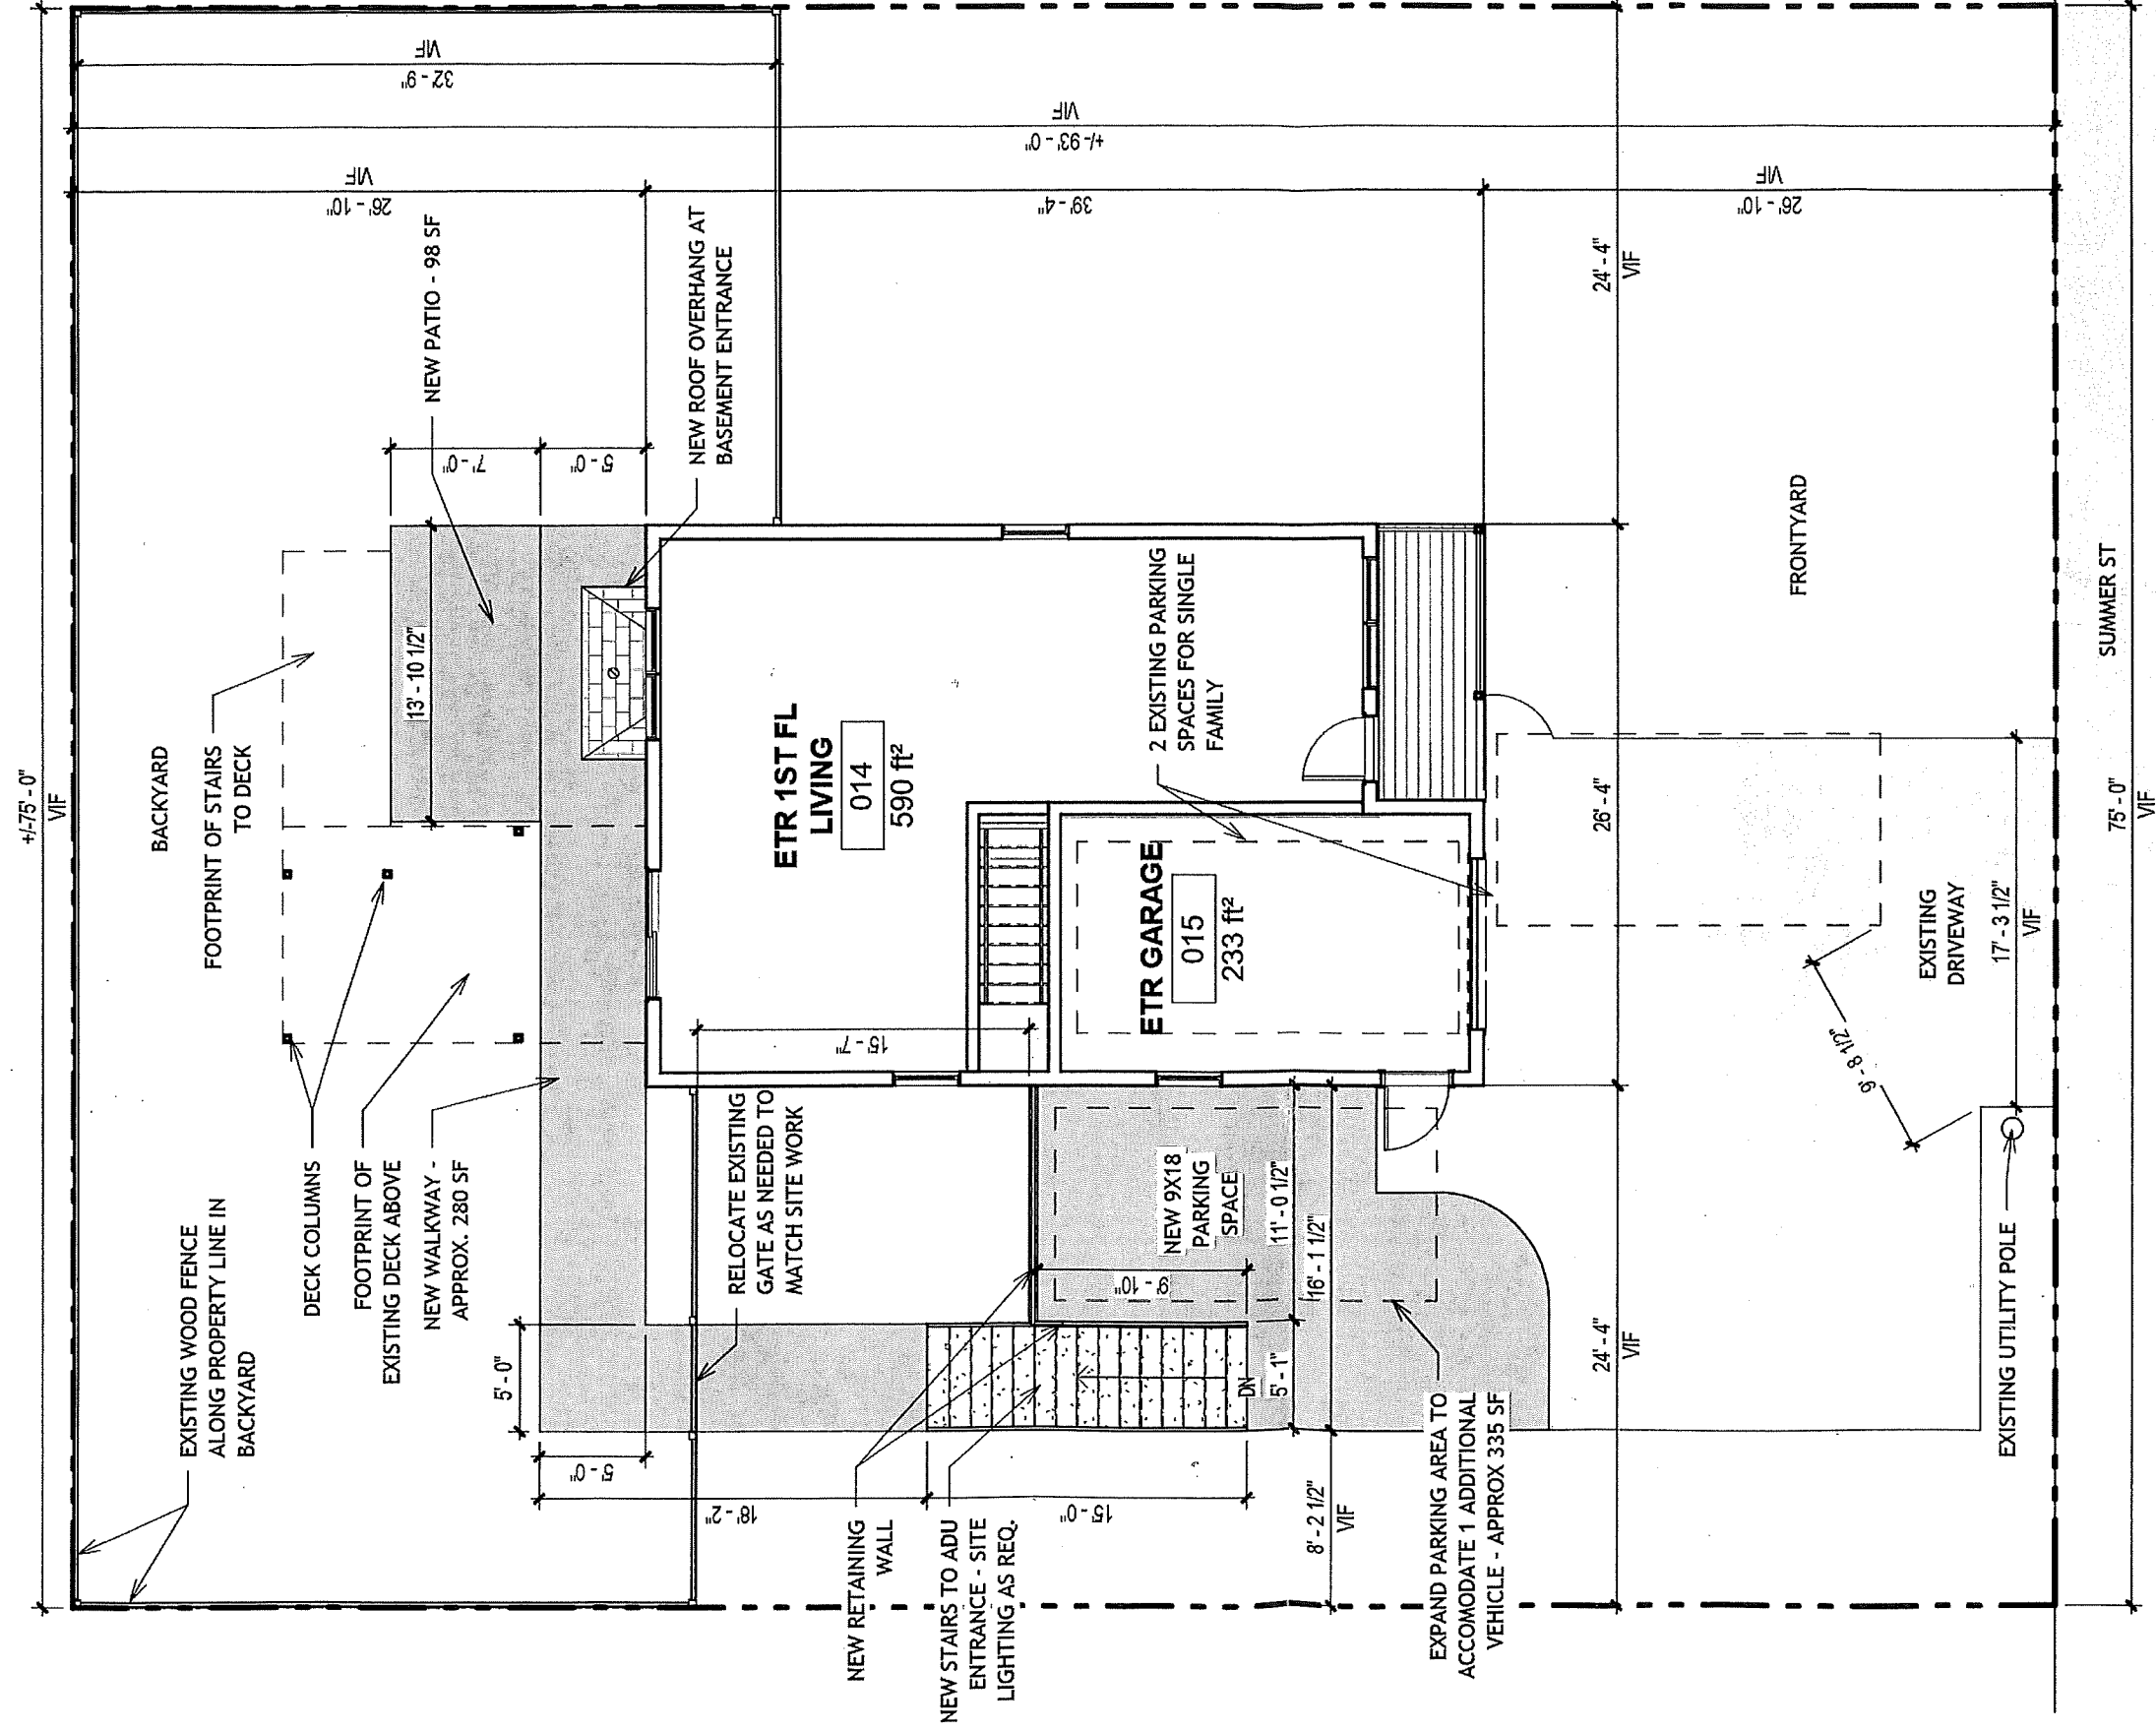 +/-75'-0"
VIF
32'-9"
VIF
+/-93'-0"
VIF
26'-10"
VIF
39'-4"
26'-10"
VIF
BACKYARD
FOOTPRINT OF STAIRS
TO DECK
NEW PATIO - 98 SF
13'-10 1/2"
7'-0"
5'-0"
NEW ROOF OVERHANG AT
BASEMENT ENTRANCE
EXISTING WOOD FENCE
ALONG PROPERTY LINE IN
BACKYARD
DECK COLUMNS
FOOTPRINT OF
EXISTING DECK ABOVE
NEW WALKWAY -
APPROX. 280 SF
5'-0"
5'-0"
18'-2"
15'-0"
RELOCATE EXISTING
GATE AS NEEDED TO
MATCH SITE WORK
15'-7"
ETR 1ST FL
LIVING
014
590 ft²
2 EXISTING PARKING
SPACES FOR SINGLE
FAMILY
ETR GARAGE
015
233 ft²
NEW RETAINING
WALL
NEW STAIRS TO ADU
ENTRANCE - SITE
LIGHTING AS REQ.
DN
NEW 9X18
PARKING
SPACE
9'-10"
5'-1"
11'-0 1/2"
8'-2 1/2"
VIF
16'-1 1/2"
EXPAND PARKING AREA TO
ACCOMODATE 1 ADDITIONAL
VEHICLE - APPROX 335 SF
24'-4"
VIF
26'-4"
24'-4"
VIF
FRONTYARD
9'-8 1/2"
EXISTING
DRIVEWAY
17'-3 1/2"
VIF
EXISTING UTILITY POLE
SUMMER ST
75'-0"
VIF